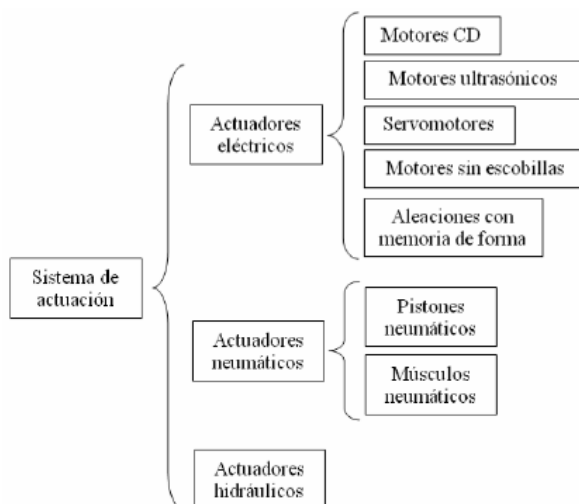 Sistema de
actuación
Actuadores
eléctricos
Motores CD
Motores ultrasónicos
Servomotores
Motores sin escobillas
Aleaciones con
memoria de forma
Actuadores
neumáticos
Pistones
neumáticos
Músculos
neumáticos
Actuadores
hidráulicos